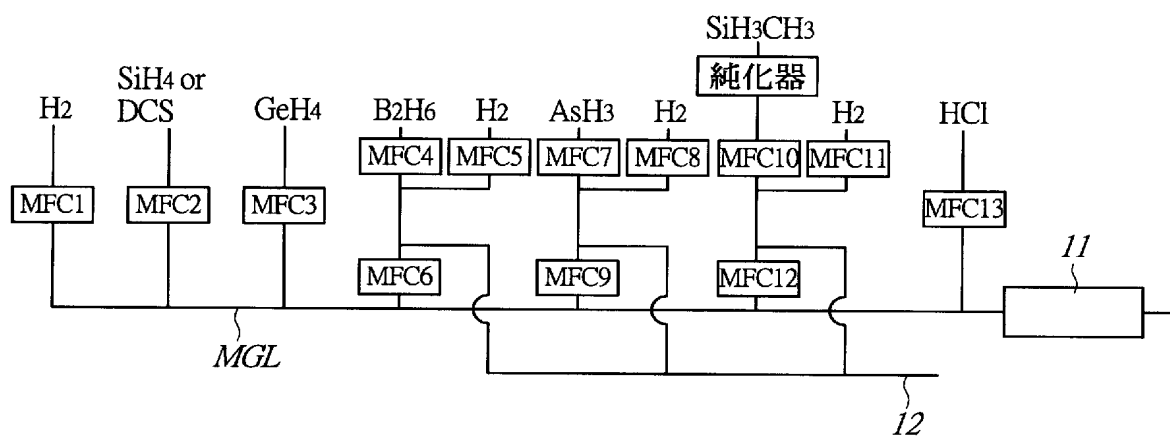 SiH3CH3
純化器
SiH4 or
DCS
H2
GeH4
B2H6
H2
AsH3
H2
H2
HCl
MFC4
MFC5
MFC7
MFC8
MFC10
MFC11
MFC1
MFC2
MFC3
MFC13
MFC6
MFC9
MFC12
11
MGL
12